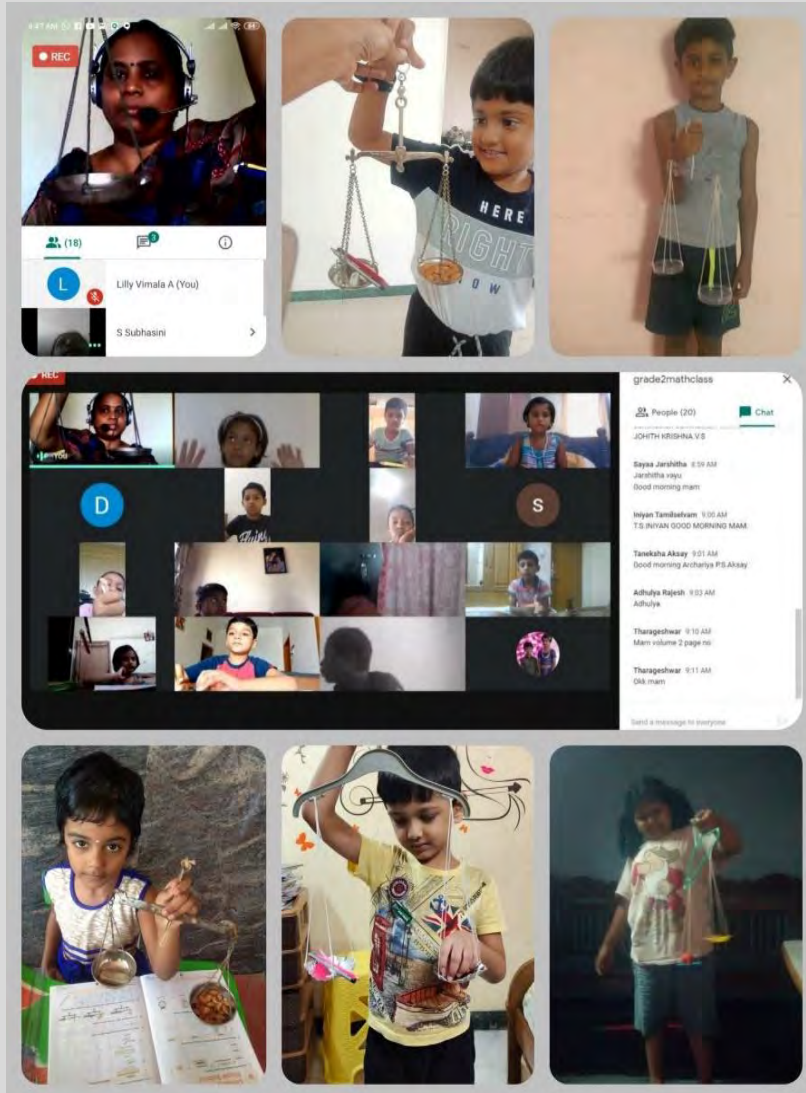 REC
(18)
3
L
Lilly Vimala A (You)
S Subhasini
HERE
RIGHT
OW
REC
grade2mathclass
People (20)
Chat
JOHITH KRISHNA.V.S
You
Sayaa Jarshitha 8:59 AM
Jarshitha vayu
Good morning mam
D
S
Iniyan Tamilselvam 9:00 AM
T.S.INIYAN GOOD MORNING MAM.
Taneksha Aksay 9:01 AM
Good morning Archariya P.S.Aksay
Adhulya Rajesh 9:03 AM
Adhulya
Tharageshwar 9:10 AM
Mam volume 2 page no
Tharageshwar 9:11 AM
Okk mam
Send a message to everyone